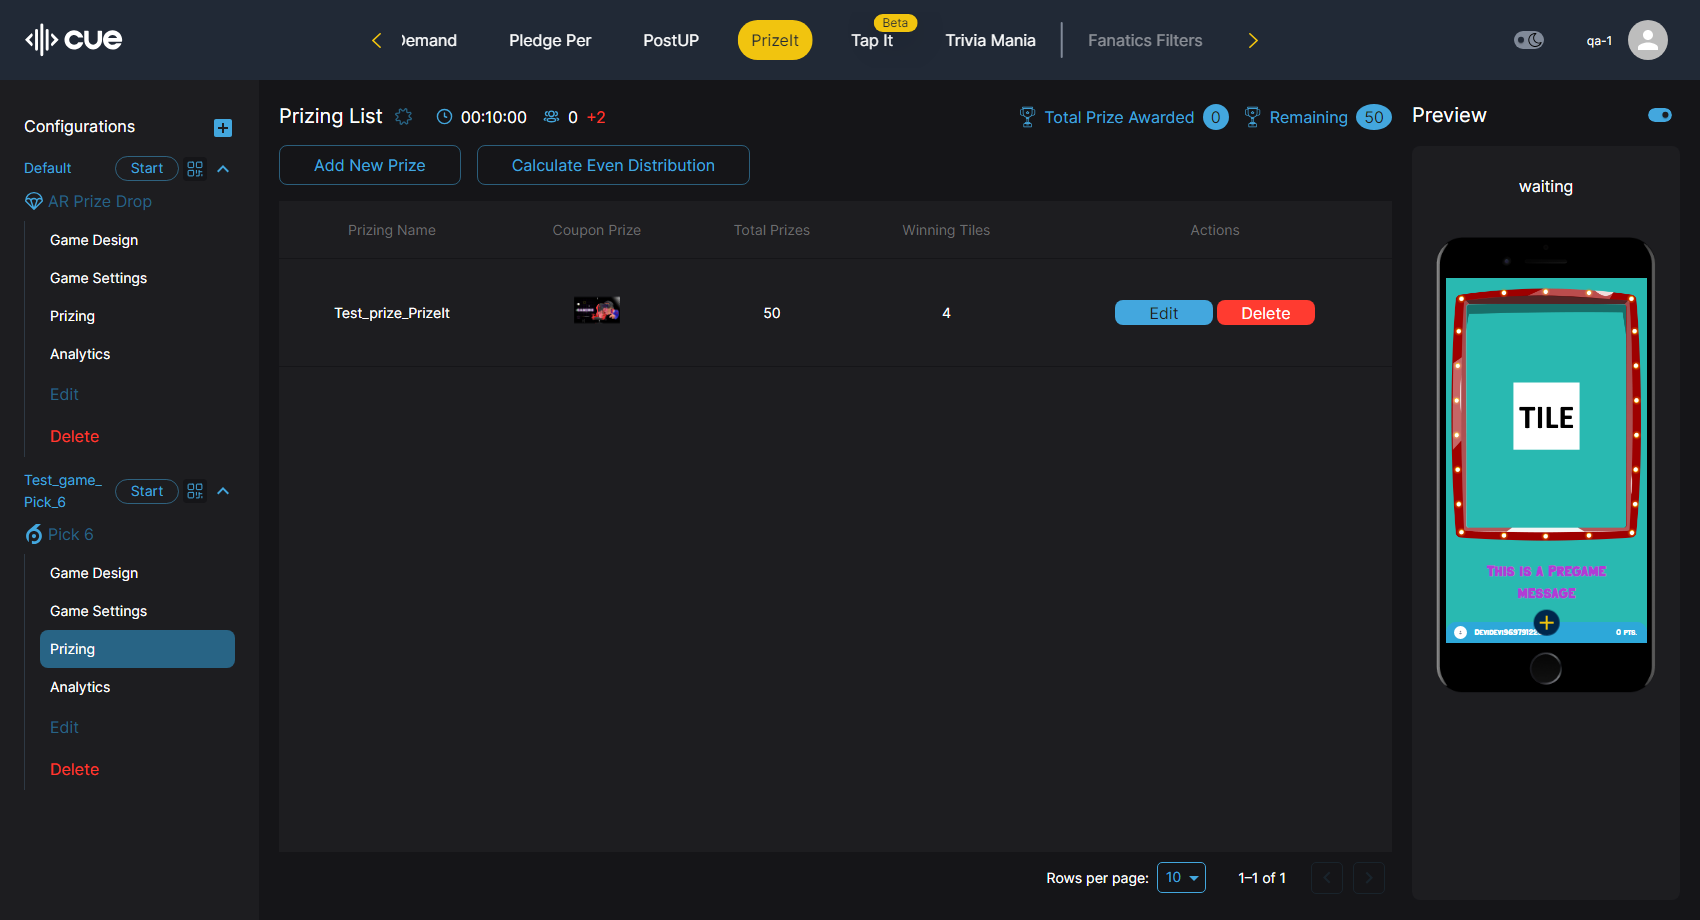 cue
Demand
Pledge Per
PostUP
PrizeIt
Beta
Tap It
Trivia Mania
Fanatics Filters
qa-1
Configurations
Default
Start
AR Prize Drop
Game Design
Game Settings
Prizing
Analytics
Edit
Delete
Test_game_
Pick_6
Start
Pick 6
Game Design
Game Settings
Prizing
Analytics
Edit
Delete
Prizing List
00:10:00
0
+2
Total Prize Awarded 0
Remaining 50
Add New Prize
Calculate Even Distribution
Prizing Name
Coupon Prize
Total Prizes
Winning Tiles
Actions
Test_prize_PrizeIt
50
4
Edit
Delete
Rows per page: 10
1–1 of 1
Preview
waiting
TILE
This is a Pregame
message
0 pts.